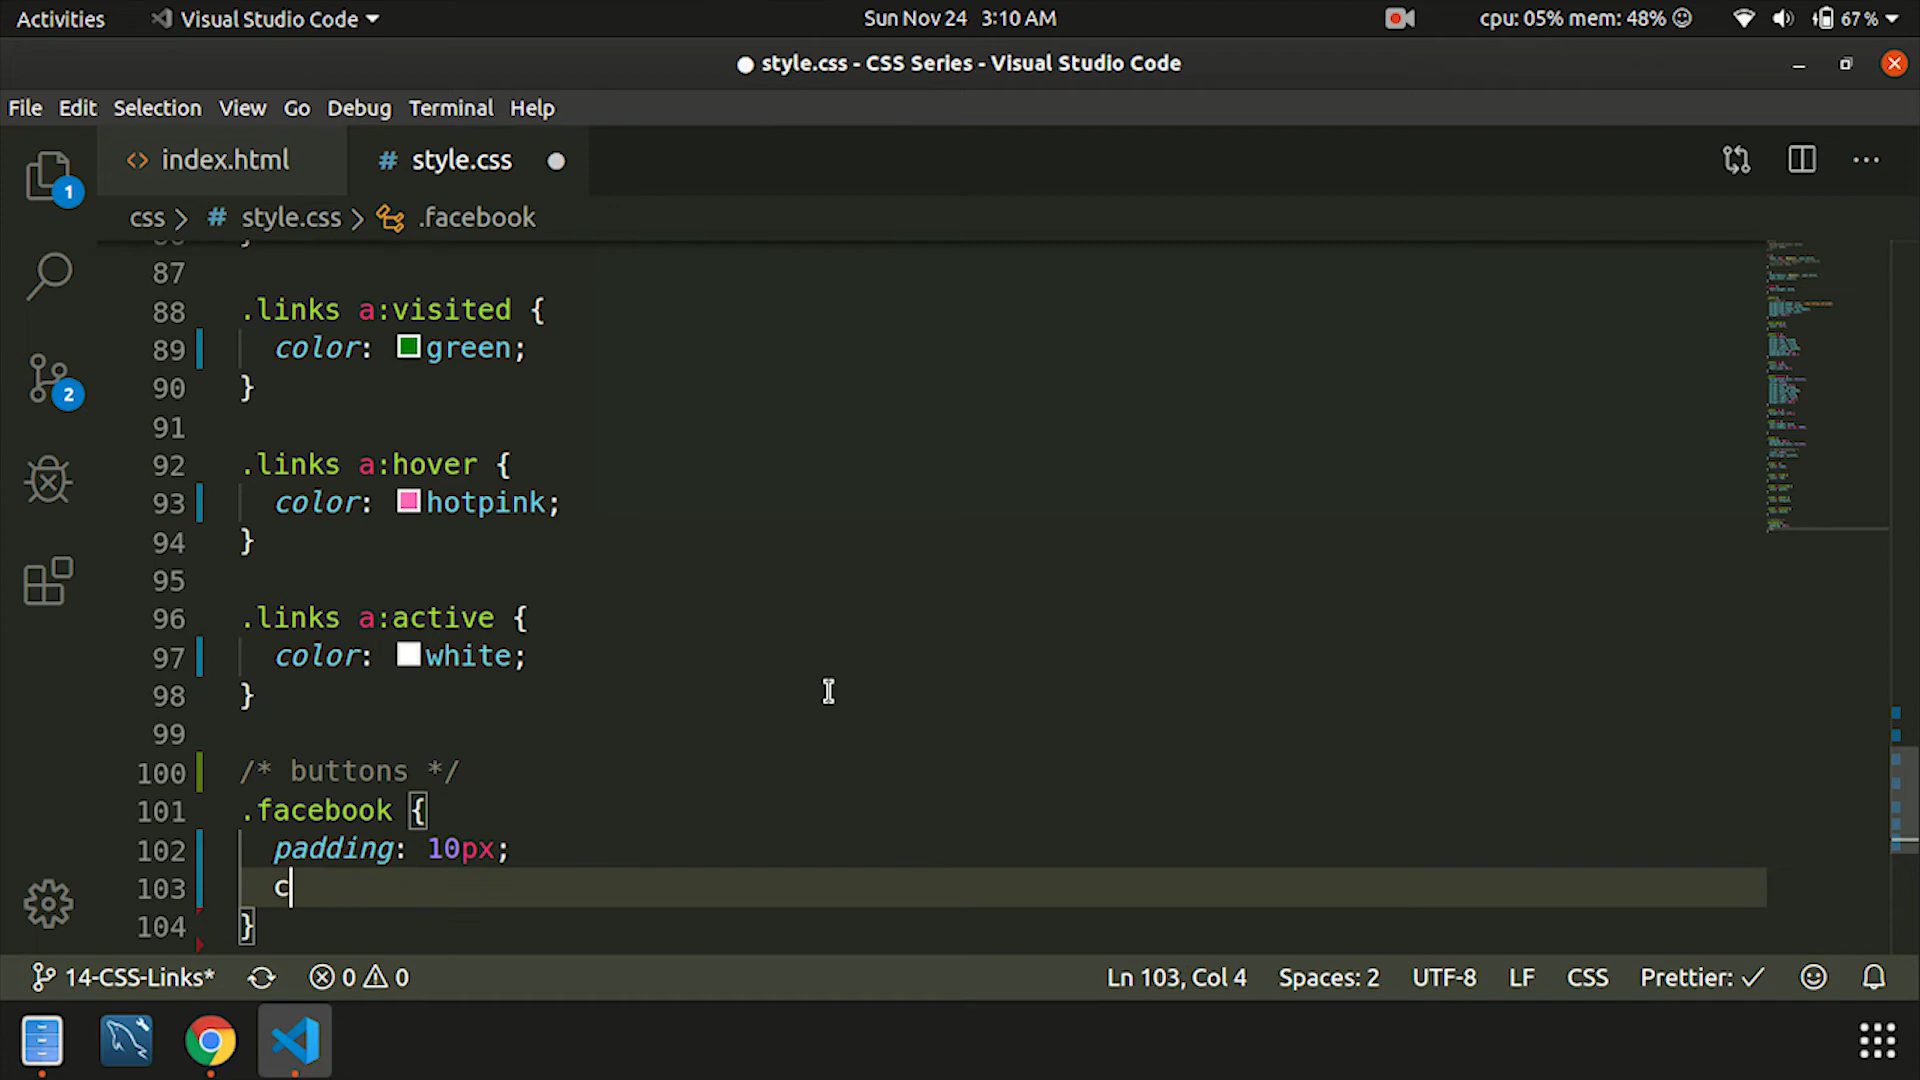 Activities Visual Studio Code Sun Nov 24 3:10 AM cpu: 05% mem: 48% 67 %
style.css - CSS Series - Visual Studio Code
File Edit Selection View Go Debug Terminal Help
index.html style.css
css > # style.css > .facebook
87
88 .links a:visited {
89 color: green;
90 }
91
92 .links a:hover {
93 color: hotpink;
94 }
95
96 .links a:active {
97 color: white;
98 }
99
100 /* buttons */
101 .facebook {
102 padding: 10px;
103 c
104 }
1
2
14-CSS-Links* 0 0 Ln 103, Col 4 Spaces: 2 UTF-8 LF CSS Prettier: ✓